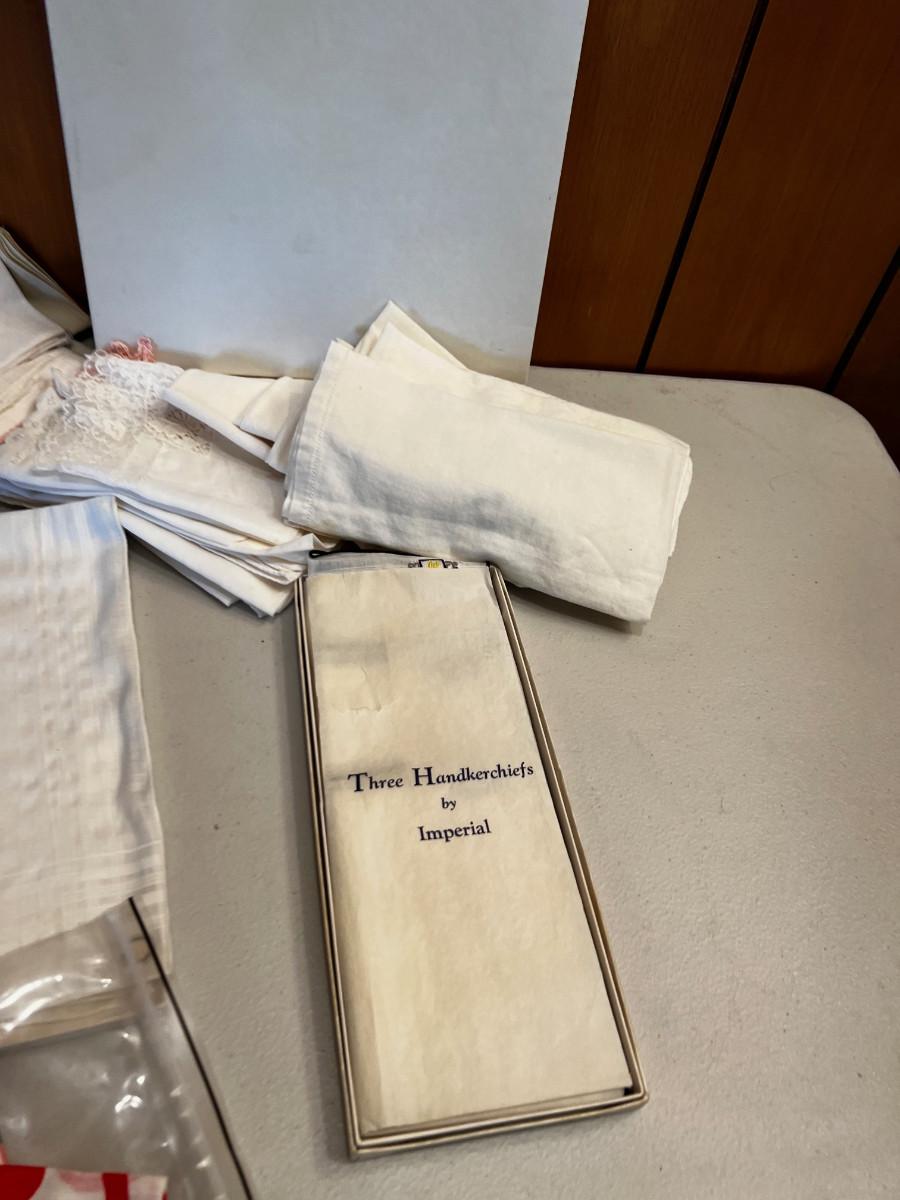 Three Handkerchiefs
by
Imperial